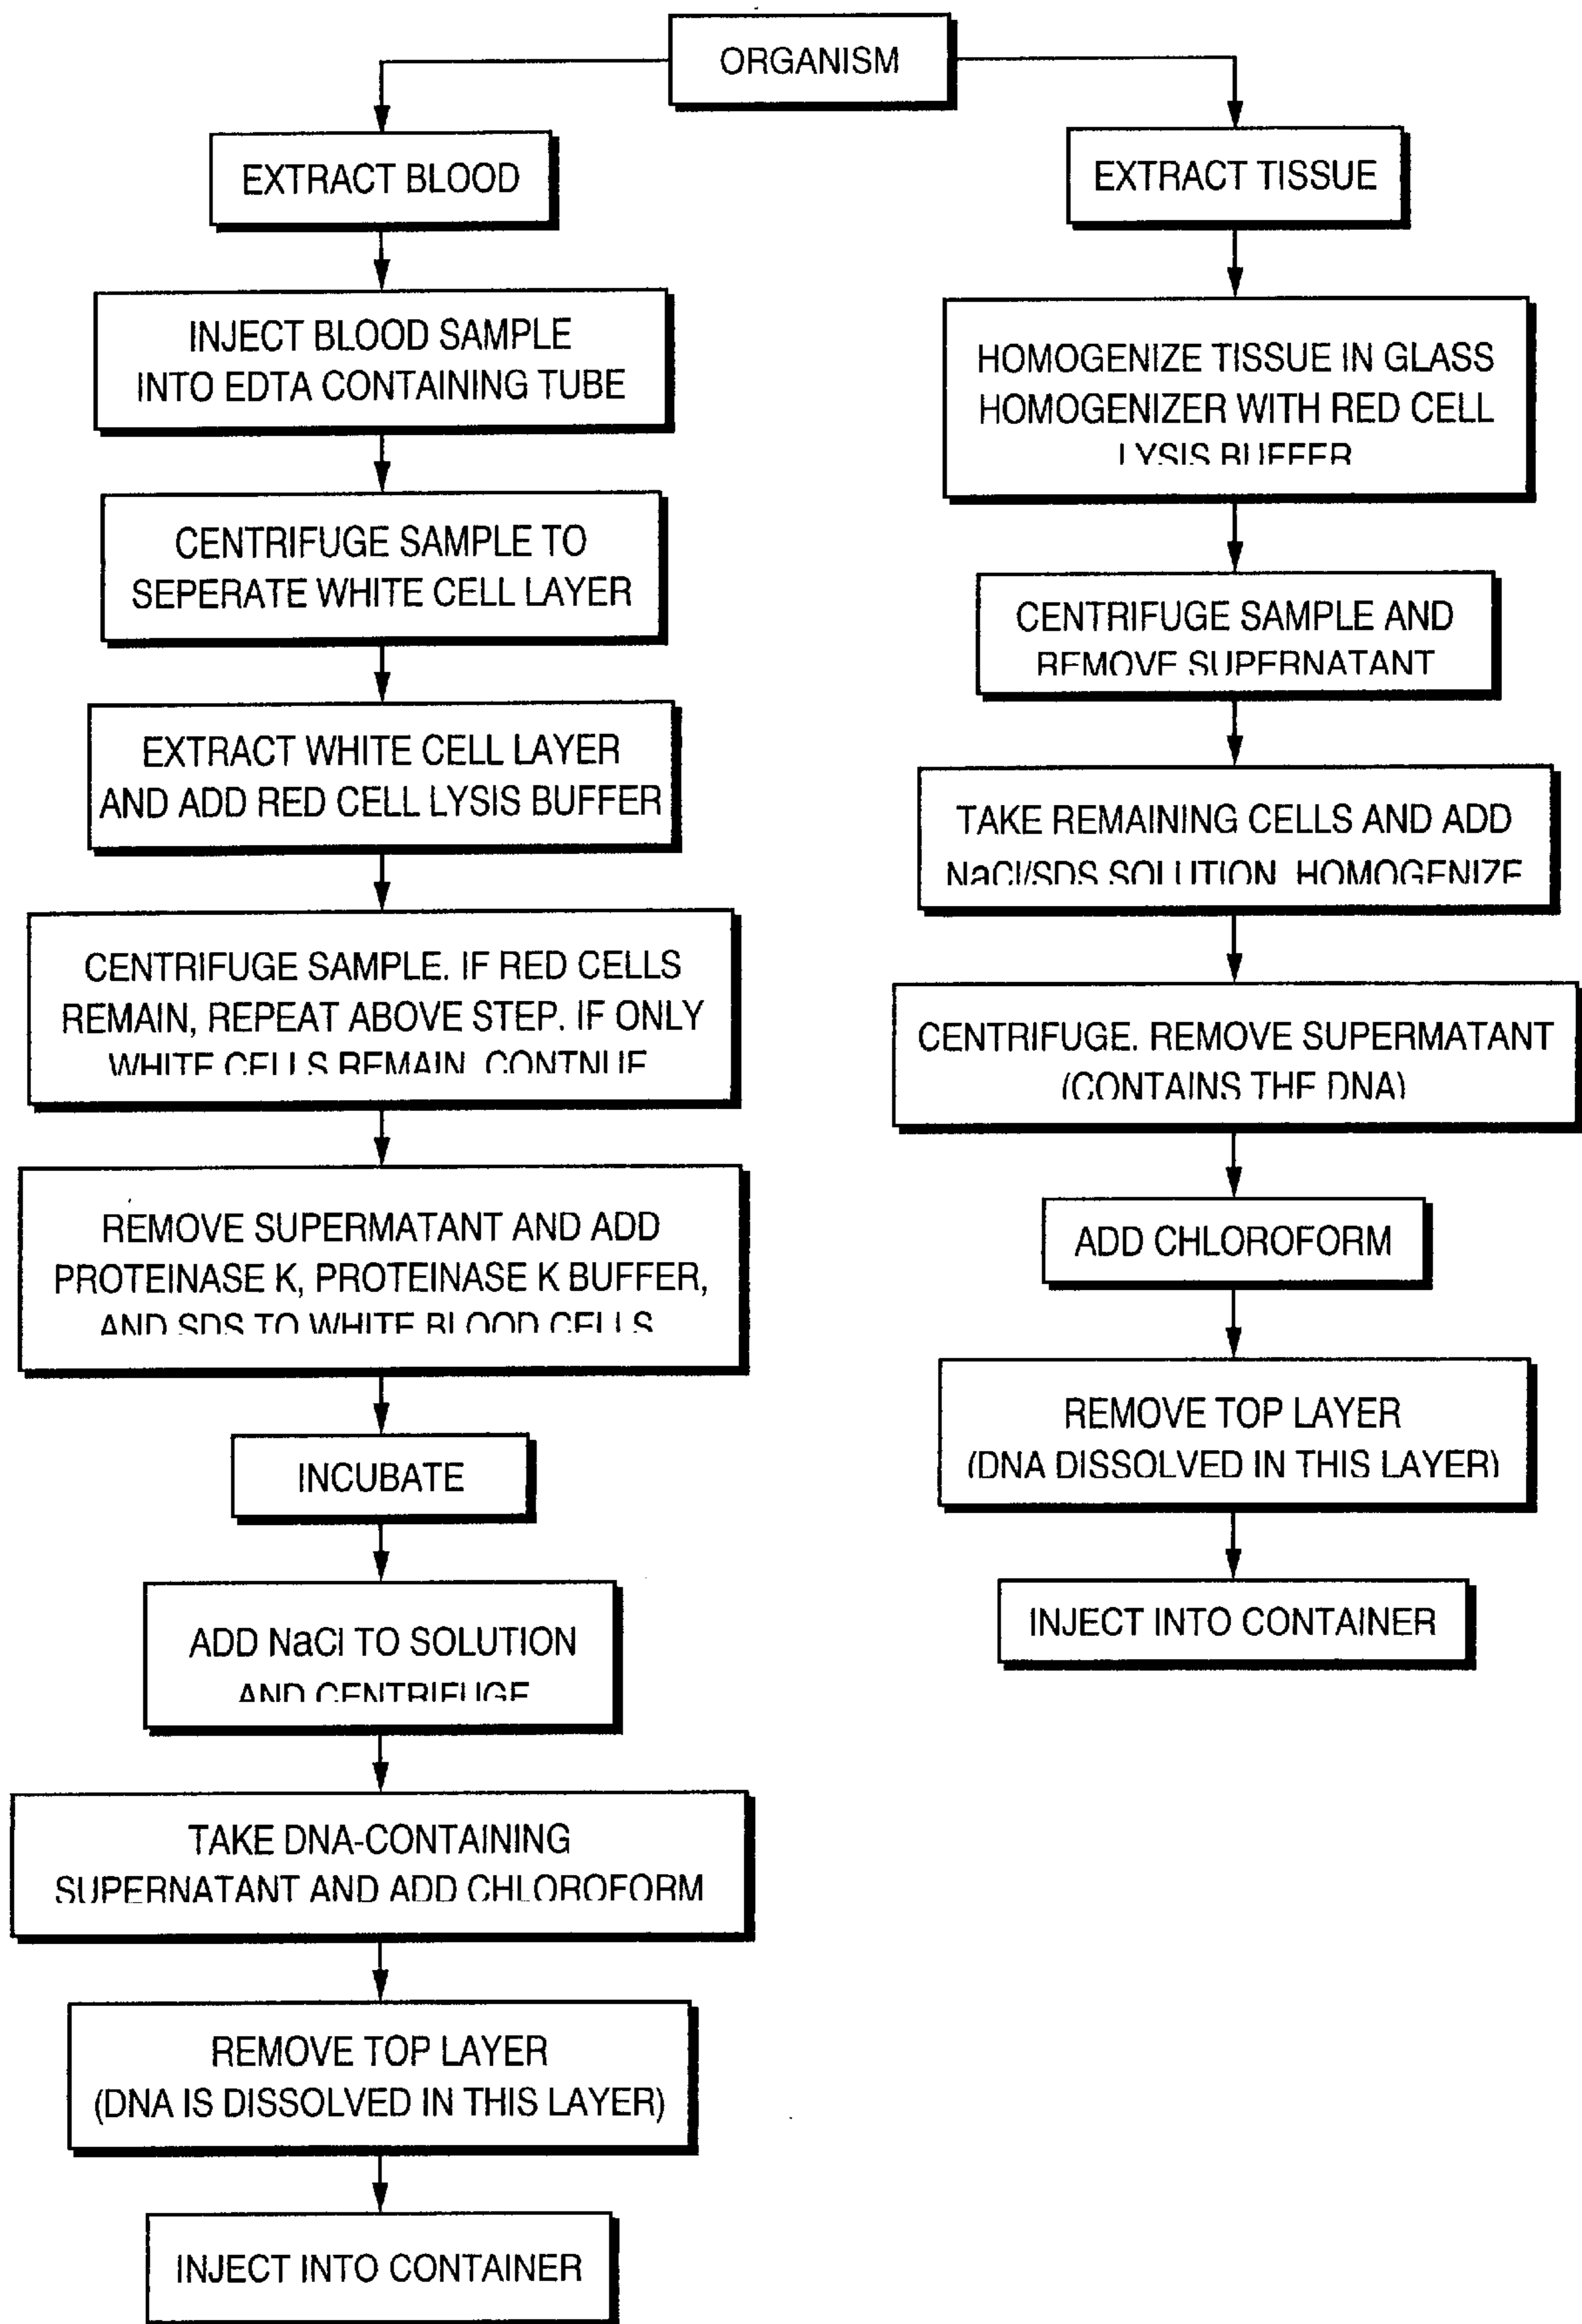 ORGANISM
EXTRACT BLOOD
INJECT BLOOD SAMPLE
INTO EDTA CONTAINING TUBE
CENTRIFUGE SAMPLE TO
SEPERATE WHITE CELL LAYER
EXTRACT WHITE CELL LAYER
AND ADD RED CELL LYSIS BUFFER
CENTRIFUGE SAMPLE. IF RED CELLS
REMAIN, REPEAT ABOVE STEP. IF ONLY
WHITE CELLS REMAIN, CONTNUE
REMOVE SUPERMATANT AND ADD
PROTEINASE K, PROTEINASE K BUFFER,
AND SDS TO WHITE BLOOD CELLS
INCUBATE
ADD NaCl TO SOLUTION
AND CENTRIFUGE
TAKE DNA-CONTAINING
SUPERNATANT AND ADD CHLOROFORM
REMOVE TOP LAYER
(DNA IS DISSOLVED IN THIS LAYER)
INJECT INTO CONTAINER
EXTRACT TISSUE
HOMOGENIZE TISSUE IN GLASS
HOMOGENIZER WITH RED CELL
LYSIS BUFFER
CENTRIFUGE SAMPLE AND
REMOVE SUPERNATANT
TAKE REMAINING CELLS AND ADD
NaCl/SDS SOLUTION, HOMOGENIZE
CENTRIFUGE. REMOVE SUPERMATANT
(CONTAINS THE DNA)
ADD CHLOROFORM
REMOVE TOP LAYER
(DNA DISSOLVED IN THIS LAYER)
INJECT INTO CONTAINER